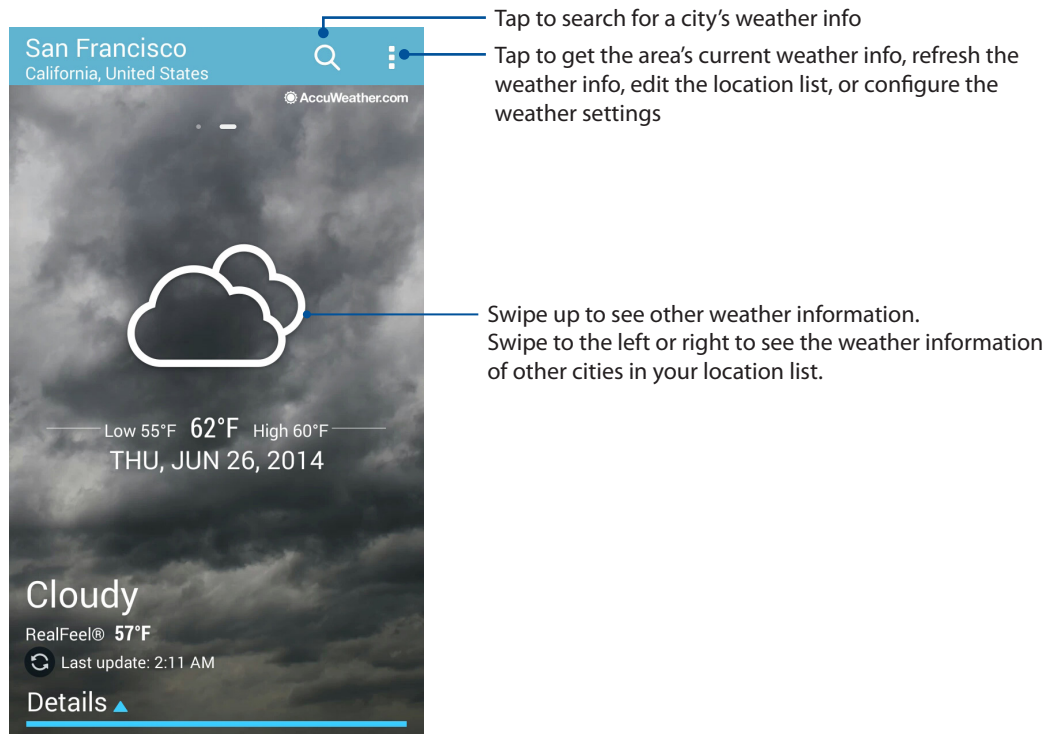 Tap to search for a city’s weather info
Tap to get the area’s current weather info, refresh the
weather info, edit the location list, or configure the
weather settings
San Francisco
California, United States
AccuWeather.com
Swipe up to see other weather information.
Swipe to the left or right to see the weather information
of other cities in your location list.
Low 55°F 62°F High 60°F
THU, JUN 26, 2014
Cloudy
RealFeel® 57°F
Last update: 2:11 AM
Details